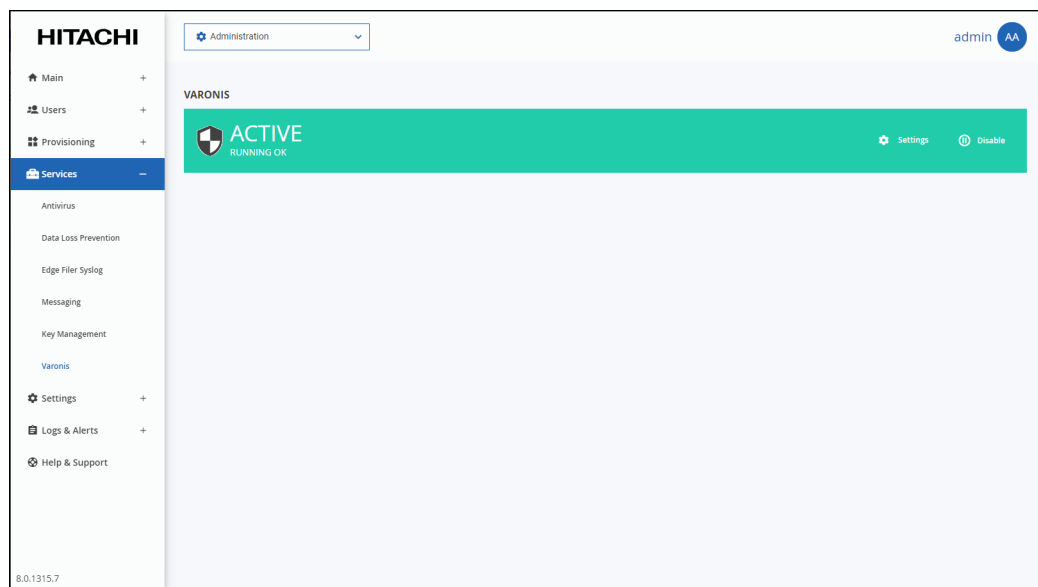 HITACHI
Administration
admin AA
Main +
Users +
Provisioning +
Services −
Antivirus
Data Loss Prevention
Edge Filer Syslog
Messaging
Key Management
Varonis
Settings +
Logs & Alerts +
Help & Support
8.0.1315.7
VARONIS
ACTIVE
RUNNING OK
Settings
Disable